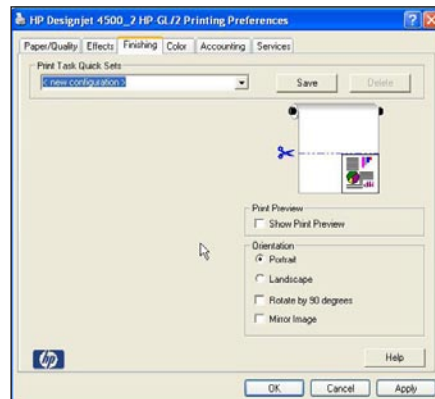 HP Designjet 4500_2 HP-GL/2 Printing Preferences
Paper/Quality Effects Finishing Color Accounting Services
Print Task Quick Sets
< new configuration >
Save
Delete
Print Preview
Show Print Preview
Orientation
Portrait
Landscape
Rotate by 90 degrees
Mirror Image
hp
Help
OK Cancel Apply